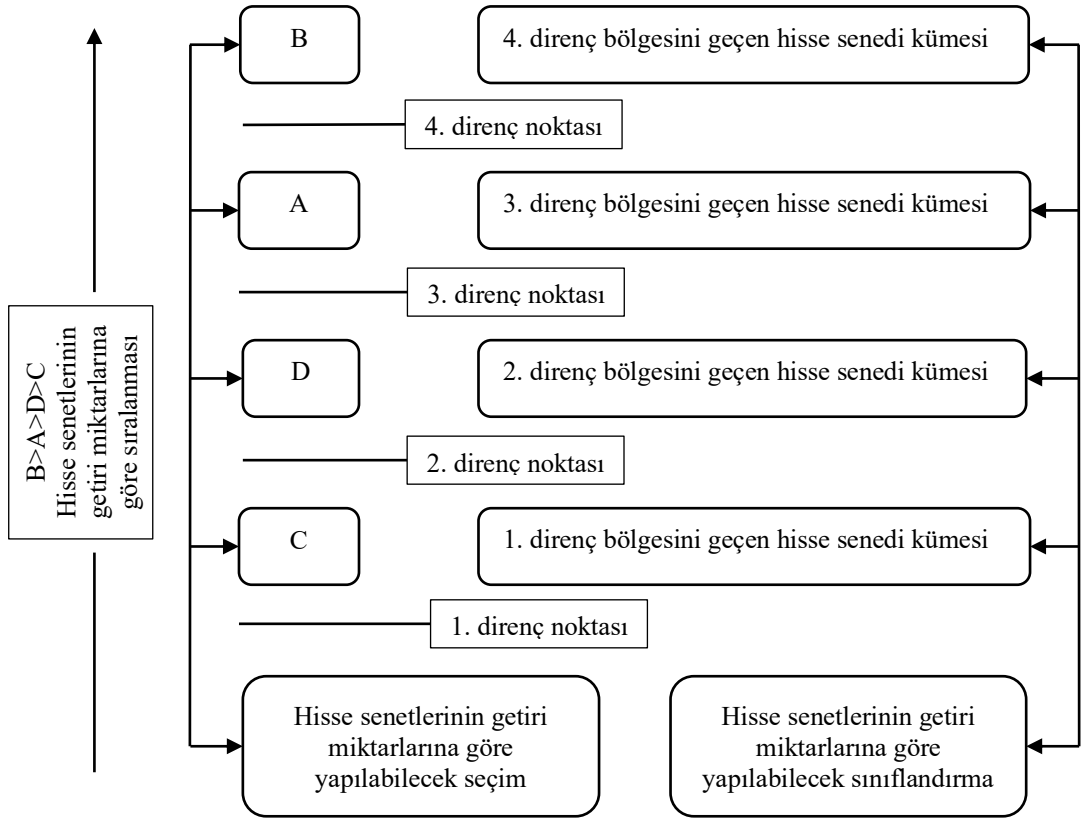 B
4. direnç bölgesini geçen hisse senedi kümesi
4. direnç noktası
A
3. direnç bölgesini geçen hisse senedi kümesi
3. direnç noktası
B>A>D>C
Hisse senetlerinin
getiri miktarlarına
göre sıralanması
D
2. direnç bölgesini geçen hisse senedi kümesi
2. direnç noktası
C
1. direnç bölgesini geçen hisse senedi kümesi
1. direnç noktası
Hisse senetlerinin getiri
miktarlarına göre
yapılabilecek seçim
Hisse senetlerinin getiri
miktarlarına göre
yapılabilecek sınıflandırma